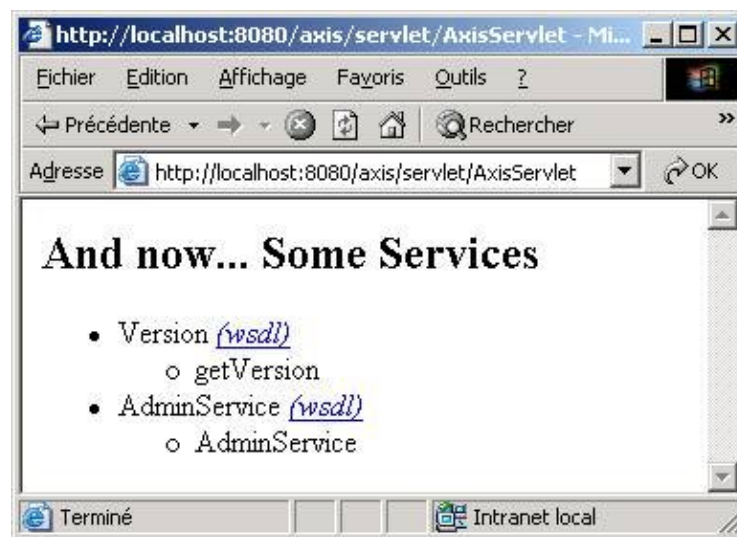 http://localhost:8080/axis/servlet/AxisServlet - Mi...
Fichier Edition Affichage Favoris Outils ?
Précédente Rechercher »
Adresse http://localhost:8080/axis/servlet/AxisServlet OK
And now... Some Services
• Version (wsdl)
o getVersion
• AdminService (wsdl)
o AdminService
Terminé Intranet local